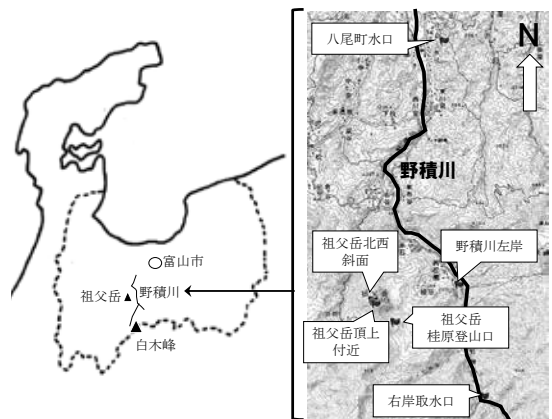 富山市
祖父岳
野積川
白木峰
八尾町水口
N
野積川
祖父岳北西
斜面
野積川左岸
祖父岳頂上
付近
祖父岳
桂原登山口
右岸取水口